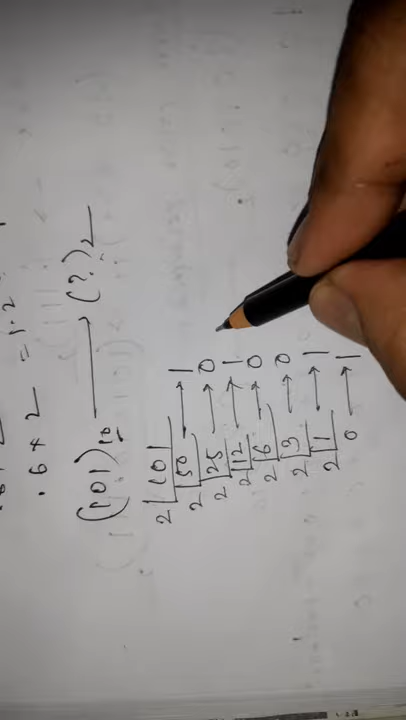 .6 * 2 = 1.2
(101)10 → (?)2
2 101
2 50 → 1
2 25 → 0
2 12 → 1
2 6 → 0
2 3 → 0
2 1 → 1
0 → 1